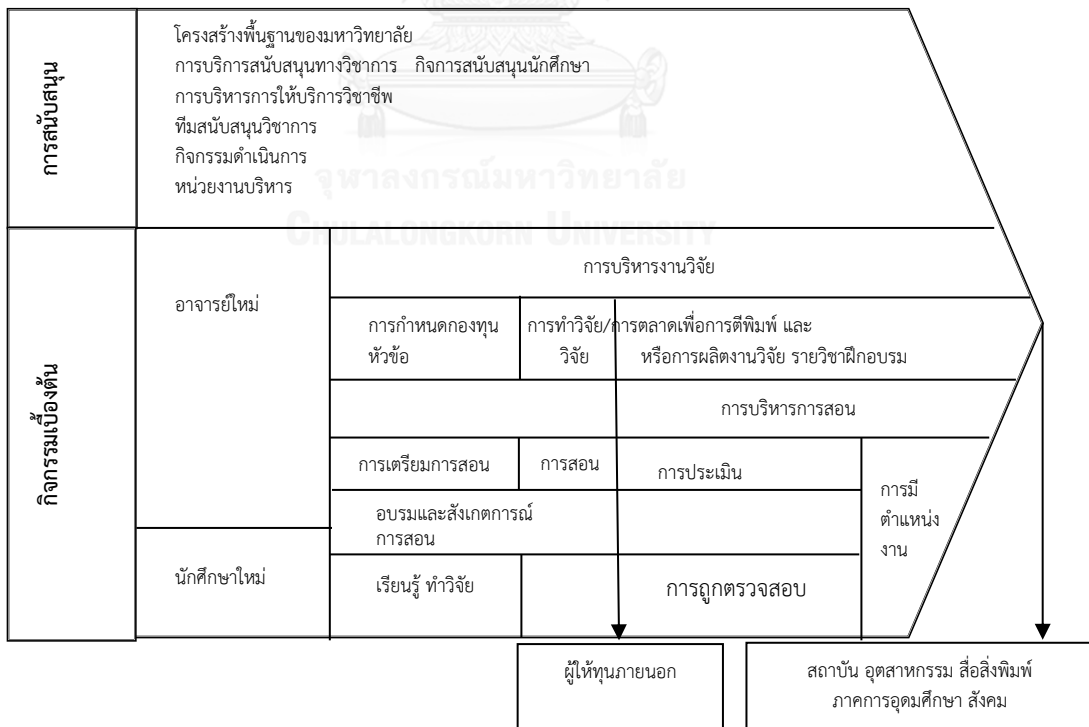 การสนับสนุน
โครงสร้างพื้นฐานของมหาวิทยาลัย
การบริการสนับสนุนทางวิชาการ กิจการสนับสนุนนักศึกษา
การบริหารการให้บริการวิชาชีพ
ทีมสนับสนุนวิชาการ
กิจกรรมดำเนินการ
หน่วยงานบริหาร
จุฬาลงกรณ์มหาวิทยาลัย
CHULALONGKORN UNIVERSITY
กิจกรรมเบื้องต้น
อาจารย์ใหม่
การบริหารงานวิจัย
การกำหนดกองทุน
หัวข้อ
การทำวิจัย/การตลาดเพื่อการตีพิมพ์ และ
วิจัย หรือการผลิตงานวิจัย รายวิชาฝึกอบรม
การบริหารการสอน
การเตรียมการสอน
การสอน
การประเมิน
การมี
ตำแหน่ง
งาน
อบรมและสังเกตการณ์
การสอน
นักศึกษาใหม่
เรียนรู้ ทำวิจัย
การถูกตรวจสอบ
ผู้ให้ทุนภายนอก
สถาบัน อุตสาหกรรม สื่อสิ่งพิมพ์
ภาคการอุดมศึกษา สังคม